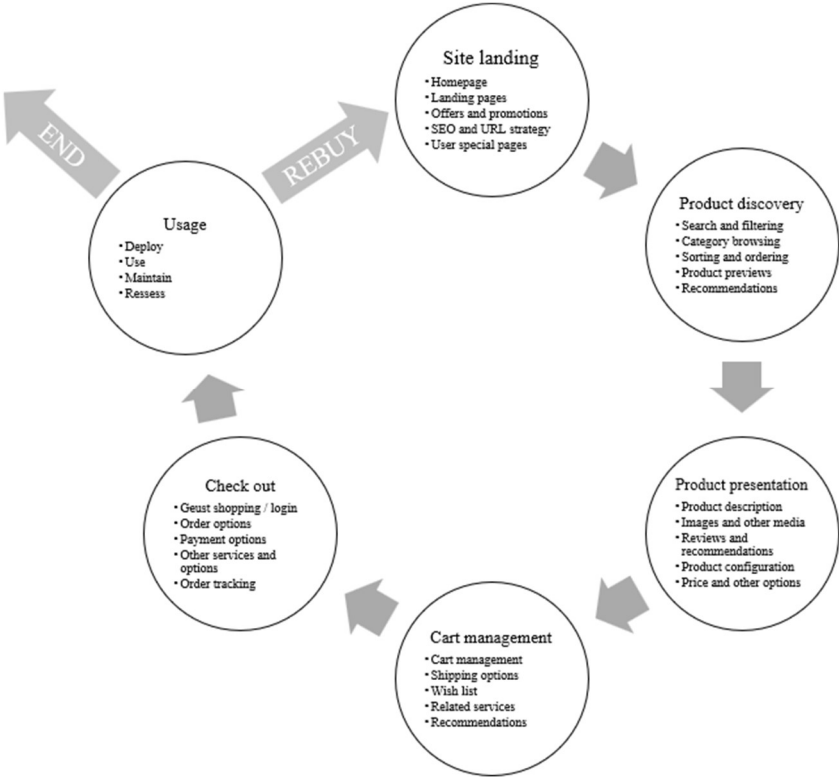 Site landing
• Homepage
• Landing pages
• Offers and promotions
• SEO and URL strategy
• User special pages
Product discovery
• Search and filtering
• Category browsing
• Sorting and ordering
• Product previews
• Recommendations
Product presentation
• Product description
• Images and other media
• Reviews and
recommendations
• Product configuration
• Price and other options
Cart management
• Cart management
• Shipping options
• Wish list
• Related services
• Recommendations
Check out
• Geust shopping / login
• Order options
• Payment options
• Other services and
options
• Order tracking
Usage
• Deploy
• Use
• Maintain
• Ressess
END
REBUY